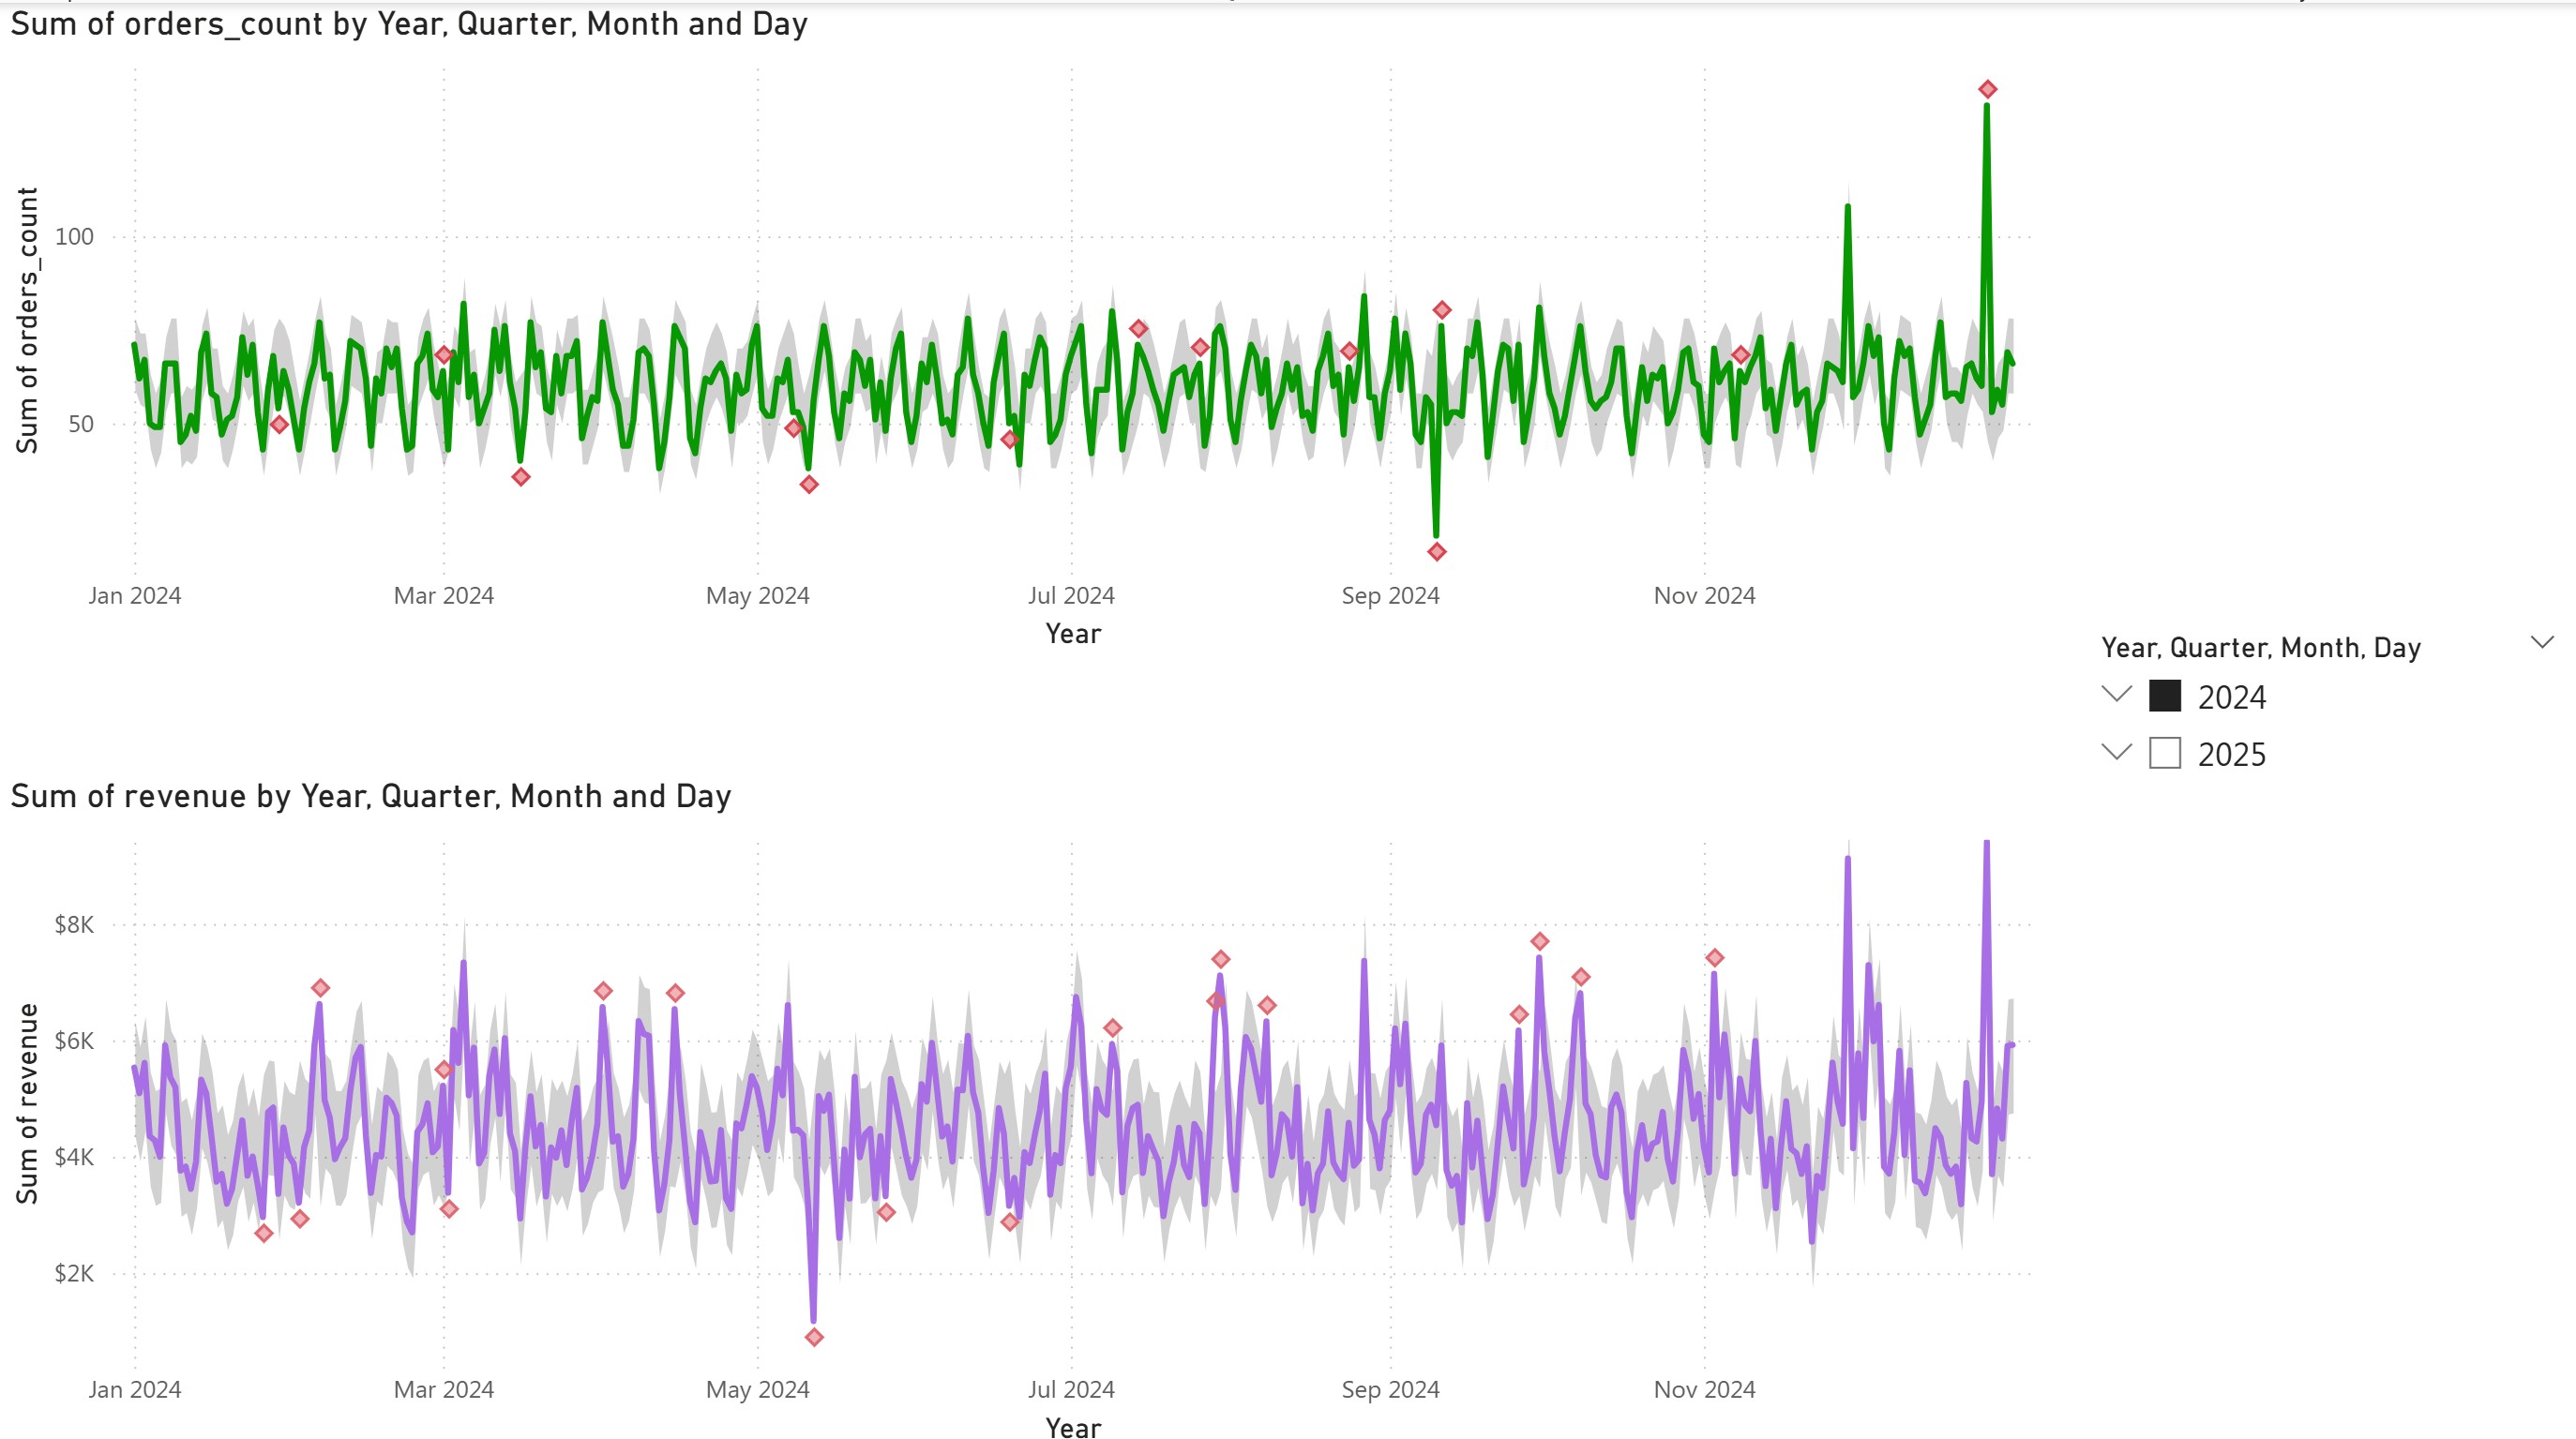 Sum of orders_count by Year, Quarter, Month and Day
Sum of orders_count
100
50
Jan 2024
Mar 2024
May 2024
Jul 2024
Sep 2024
Nov 2024
Year
Year, Quarter, Month, Day
2024
2025
Sum of revenue by Year, Quarter, Month and Day
Sum of revenue
$8K
$6K
$4K
$2K
Jan 2024
Mar 2024
May 2024
Jul 2024
Sep 2024
Nov 2024
Year